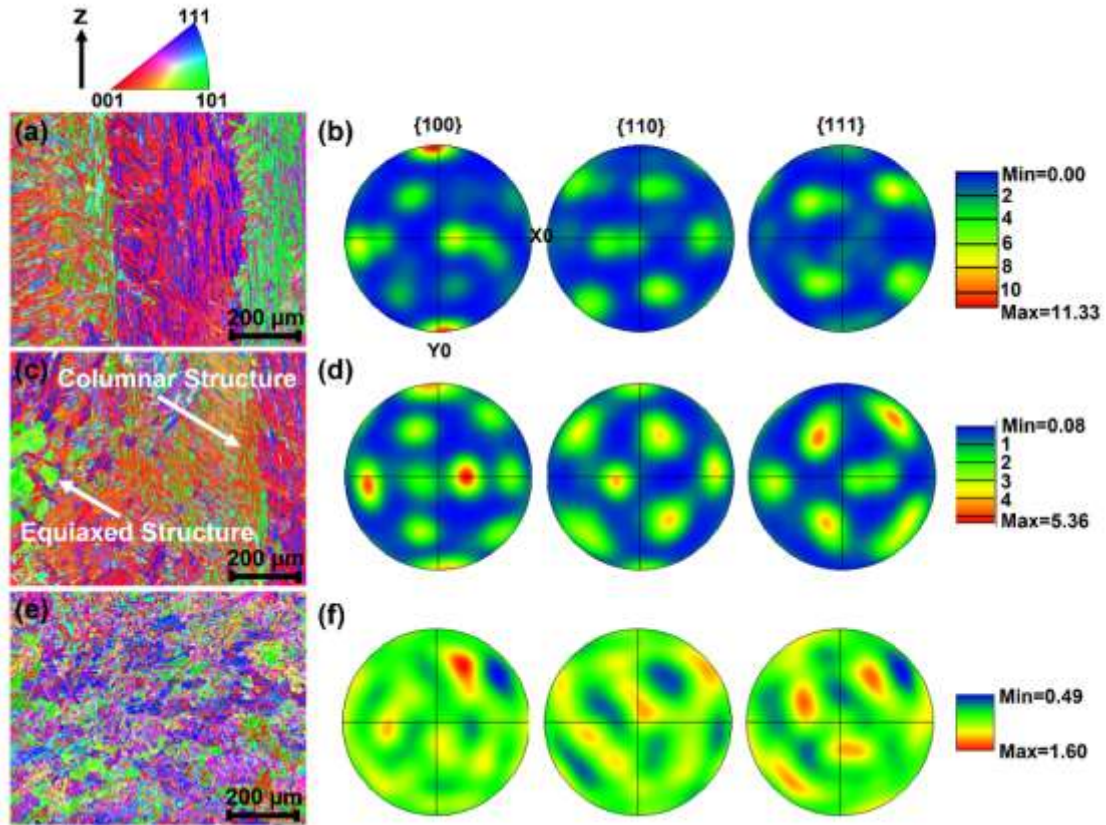 Z
111
001
101
(a)
200 µm
(b)
{100}
{110}
{111}
X0
Y0
Min=0.00
2
4
6
8
10
Max=11.33
(c)
Columnar Structure
Equiaxed Structure
200 µm
(d)
Min=0.08
1
2
3
4
Max=5.36
(e)
200 µm
(f)
Min=0.49
Max=1.60